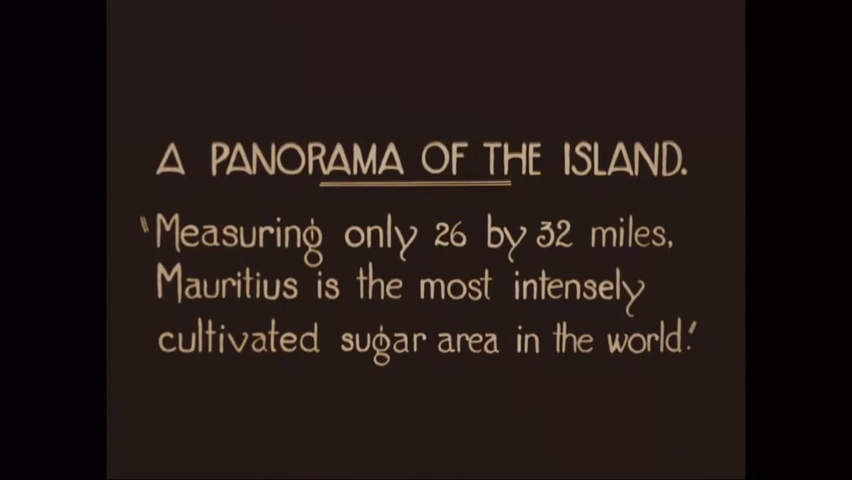 A PANORAMA OF THE ISLAND.
"Measuring only 26 by 32 miles,
Mauritius is the most intensely
cultivated sugar area in the world."